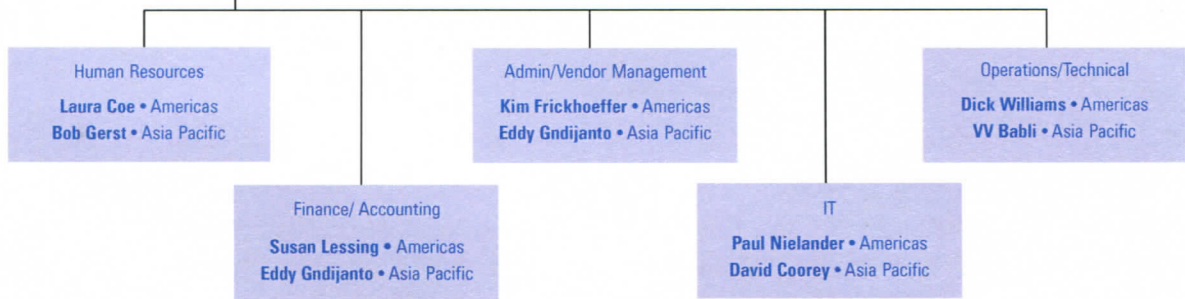 Human Resources
Laura Coe • Americas
Bob Gerst • Asia Pacific
Admin/Vendor Management
Kim Frickhoeffer • Americas
Eddy Gndijanto • Asia Pacific
Operations/Technical
Dick Williams • Americas
VV Babli • Asia Pacific
Finance/ Accounting
Susan Lessing • Americas
Eddy Gndijanto • Asia Pacific
IT
Paul Nielander • Americas
David Coorey • Asia Pacific